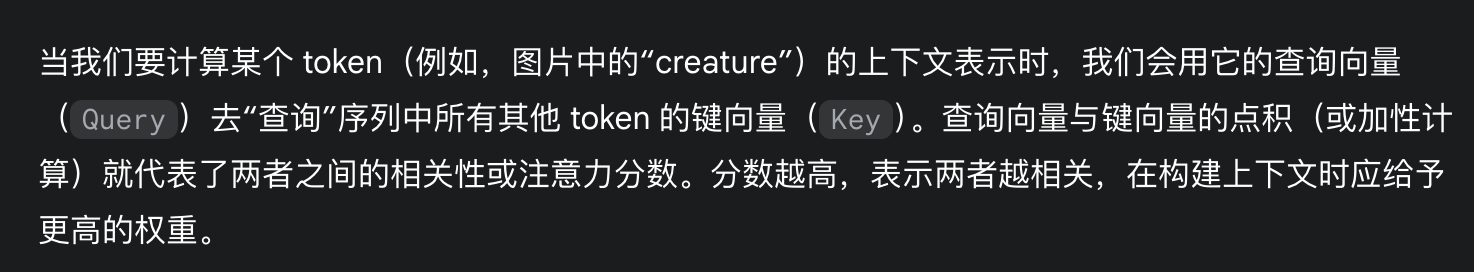 当我们要计算某个 token（例如，图片中的“creature”）的上下文表示时，我们会用它的查询向量
（Query）去“查询”序列中所有其他 token 的键向量（Key）。查询向量与键向量的点积（或加性计
算）就代表了两者之间的相关性或注意力分数。分数越高，表示两者越相关，在构建上下文时应给予
更高的权重。